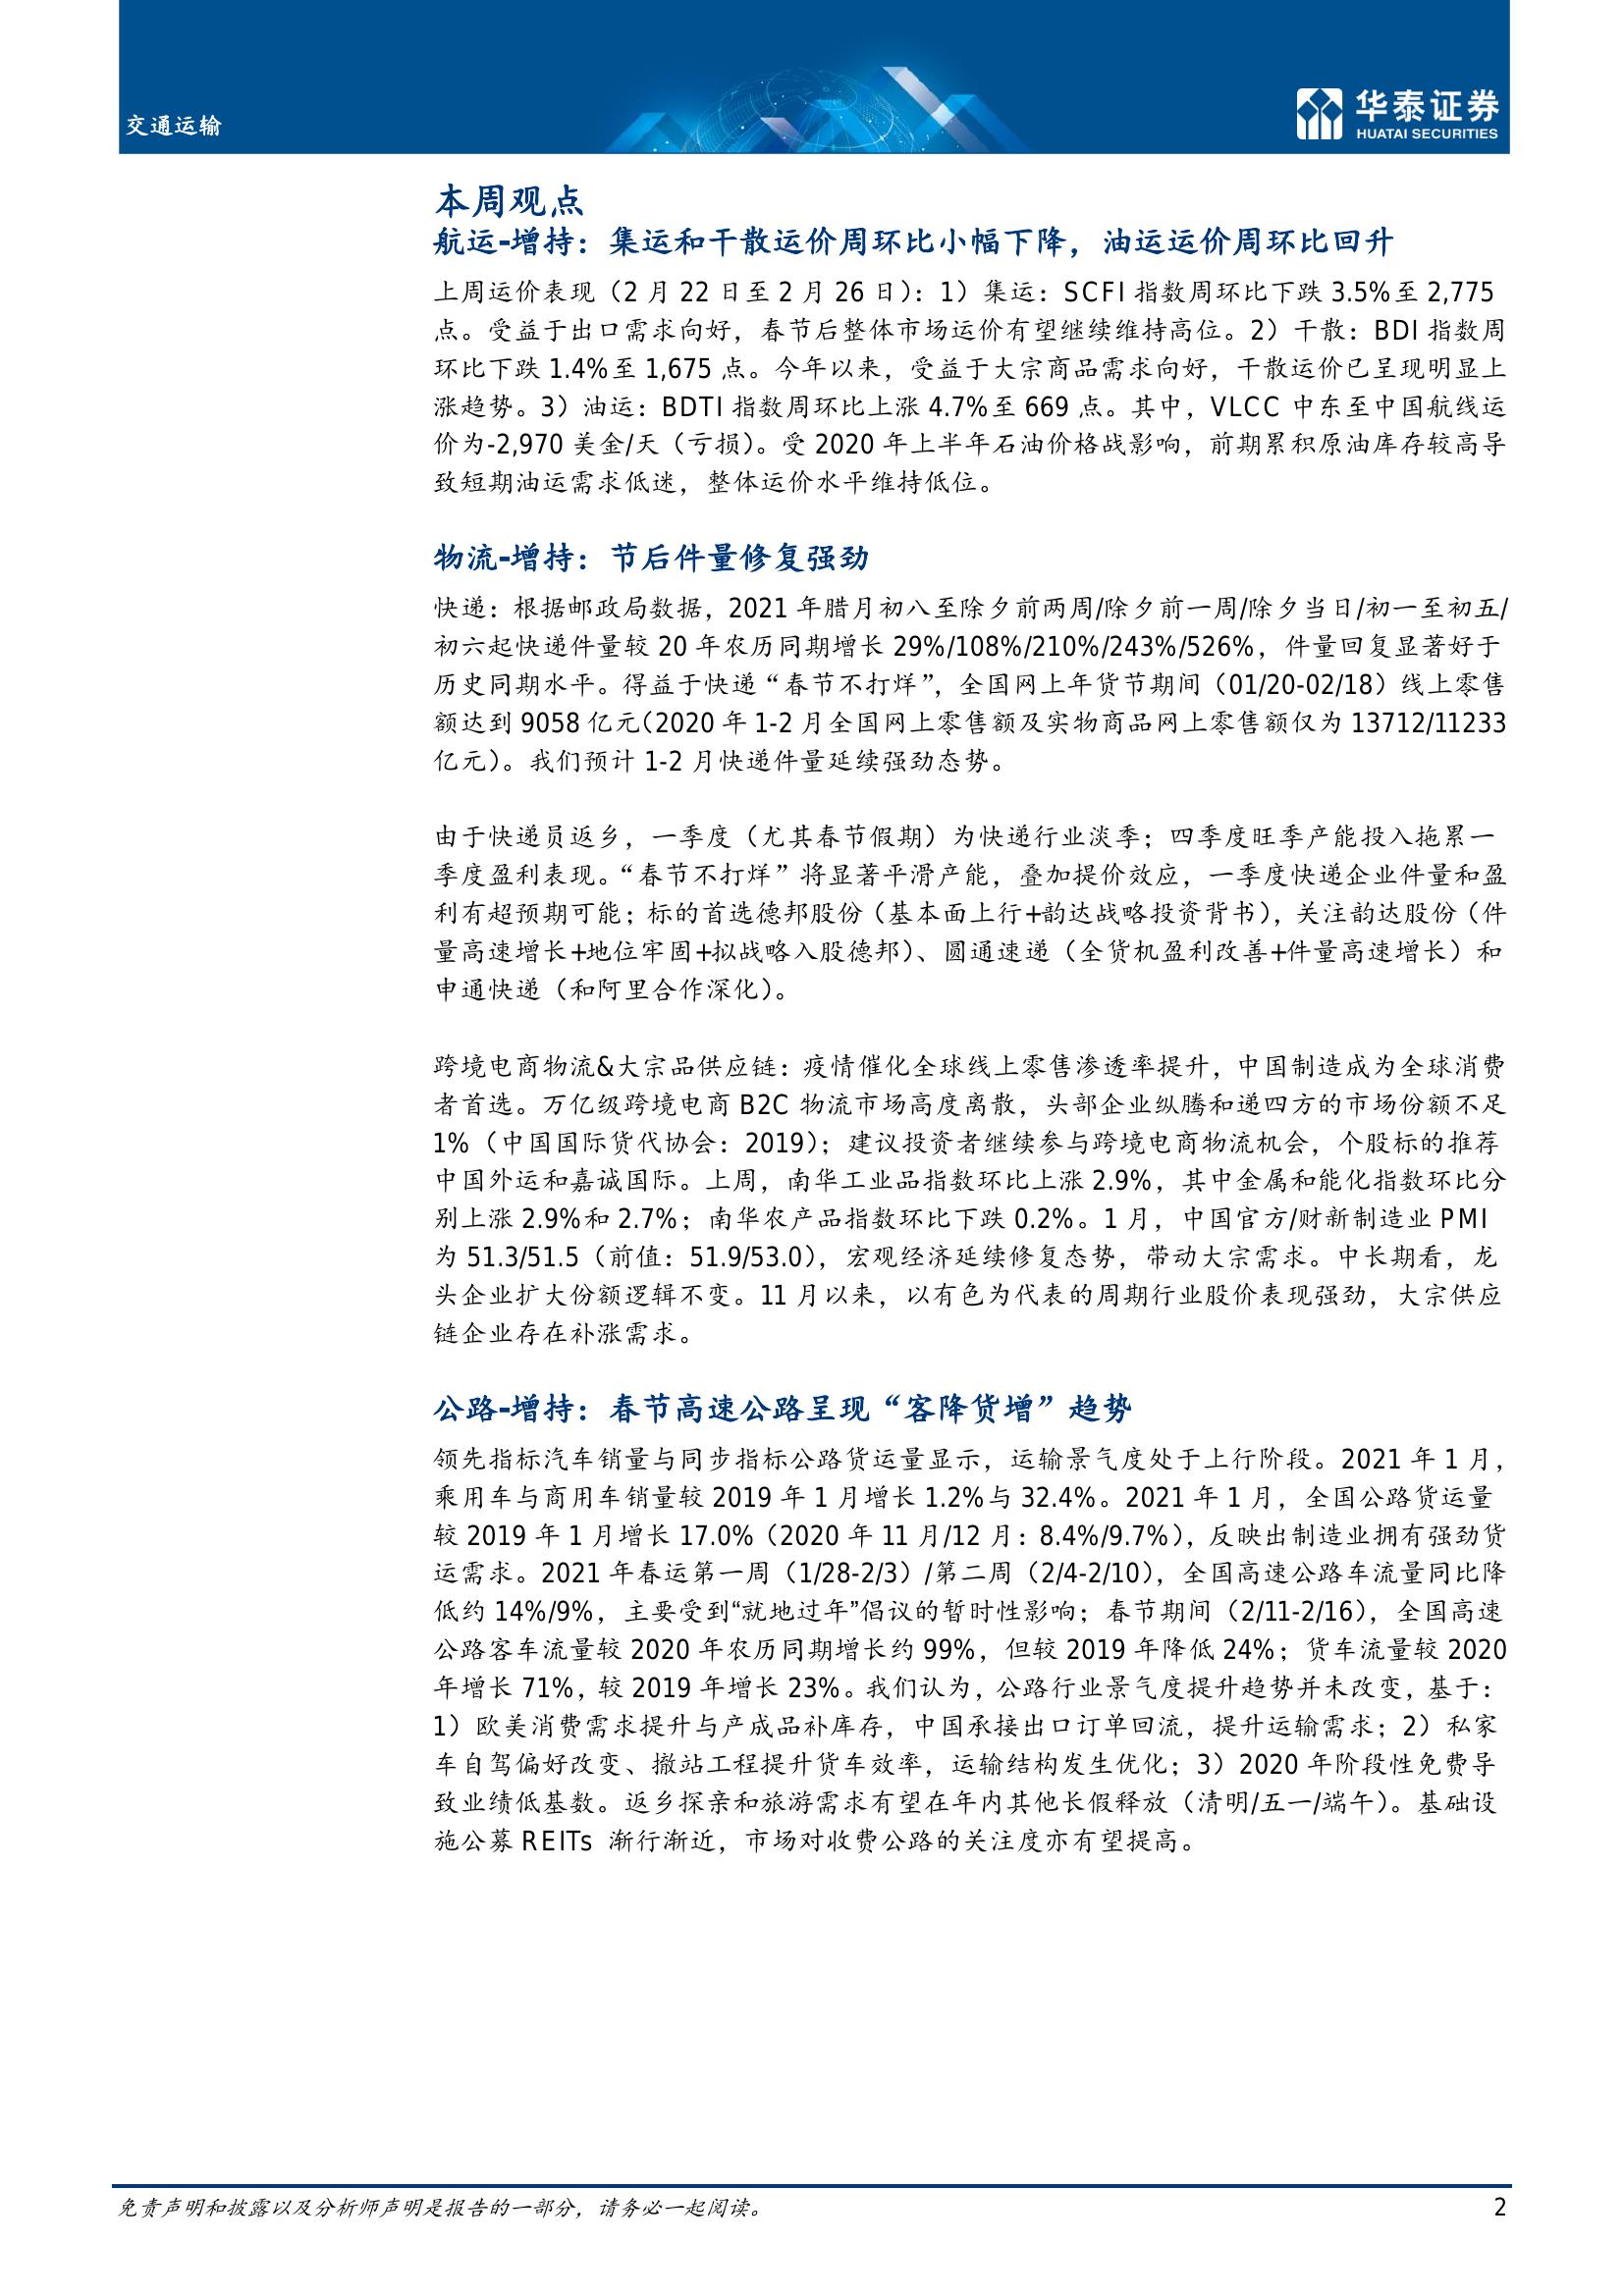 交通运输
华泰证券
HUATAI SECURITIES
本周观点
航运-增持：集运和干散运价周环比小幅下降，油运运价周环比回升
上周运价表现（2 月 22 日至 2 月 26 日）：1）集运：SCFI 指数周环比下跌 3.5%至 2,775
点。受益于出口需求向好，春节后整体市场运价有望继续维持高位。2）干散：BDI 指数周
环比下跌 1.4%至 1,675 点。今年以来，受益于大宗商品需求向好，干散运价已呈现明显上
涨趋势。3）油运：BDTI 指数周环比上涨 4.7%至 669 点。其中，VLCC 中东至中国航线运
价为-2,970 美金/天（亏损）。受 2020 年上半年石油价格战影响，前期累积原油库存较高导
致短期油运需求低迷，整体运价水平维持低位。
物流-增持：节后件量修复强劲
快递：根据邮政局数据，2021 年腊月初八至除夕前两周/除夕前一周/除夕当日/初一至初五/
初六起快递件量较 20 年农历同期增长 29%/108%/210%/243%/526%，件量回复显著好于
历史同期水平。得益于快递“春节不打烊”，全国网上年货节期间（01/20-02/18）线上零售
额达到 9058 亿元（2020 年 1-2 月全国网上零售额及实物商品网上零售额仅为 13712/11233
亿元）。我们预计 1-2 月快递件量延续强劲态势。
由于快递员返乡，一季度（尤其春节假期）为快递行业淡季；四季度旺季产能投入拖累一
季度盈利表现。“春节不打烊”将显著平滑产能，叠加提价效应，一季度快递企业件量和盈
利有超预期可能；标的首选德邦股份（基本面上行+韵达战略投资背书），关注韵达股份（件
量高速增长+地位牢固+拟战略入股德邦）、圆通速递（全货机盈利改善+件量高速增长）和
申通快递（和阿里合作深化）。
跨境电商物流&大宗品供应链：疫情催化全球线上零售渗透率提升，中国制造成为全球消费
者首选。万亿级跨境电商 B2C 物流市场高度离散，头部企业纵腾和递四方的市场份额不足
1%（中国国际货代协会：2019）；建议投资者继续参与跨境电商物流机会，个股标的推荐
中国外运和嘉诚国际。上周，南华工业品指数环比上涨 2.9%，其中金属和能化指数环比分
别上涨 2.9%和 2.7%；南华农产品指数环比下跌 0.2%。1 月，中国官方/财新制造业 PMI
为 51.3/51.5（前值：51.9/53.0），宏观经济延续修复态势，带动大宗需求。中长期看，龙
头企业扩大份额逻辑不变。11 月以来，以有色为代表的周期行业股价表现强劲，大宗供应
链企业存在补涨需求。
公路-增持：春节高速公路呈现“客降货增”趋势
领先指标汽车销量与同步指标公路货运量显示，运输景气度处于上行阶段。2021 年 1 月，
乘用车与商用车销量较 2019 年 1 月增长 1.2%与 32.4%。2021 年 1 月，全国公路货运量
较 2019 年 1 月增长 17.0%（2020 年 11 月/12 月：8.4%/9.7%），反映出制造业拥有强劲货
运需求。2021 年春运第一周（1/28-2/3）/第二周（2/4-2/10），全国高速公路车流量同比降
低约 14%/9%，主要受到“就地过年”倡议的暂时性影响；春节期间（2/11-2/16），全国高速
公路客车流量较 2020 年农历同期增长约 99%，但较 2019 年降低 24%；货车流量较 2020
年增长 71%，较 2019 年增长 23%。我们认为，公路行业景气度提升趋势并未改变，基于：
1）欧美消费需求提升与产成品补库存，中国承接出口订单回流，提升运输需求；2）私家
车自驾偏好改变、撤站工程提升货车效率，运输结构发生优化；3）2020 年阶段性免费导
致业绩低基数。返乡探亲和旅游需求有望在年内其他长假释放（清明/五一/端午）。基础设
施公募 REITs 渐行渐近，市场对收费公路的关注度亦有望提高。
免责声明和披露以及分析师声明是报告的一部分，请务必一起阅读。
2